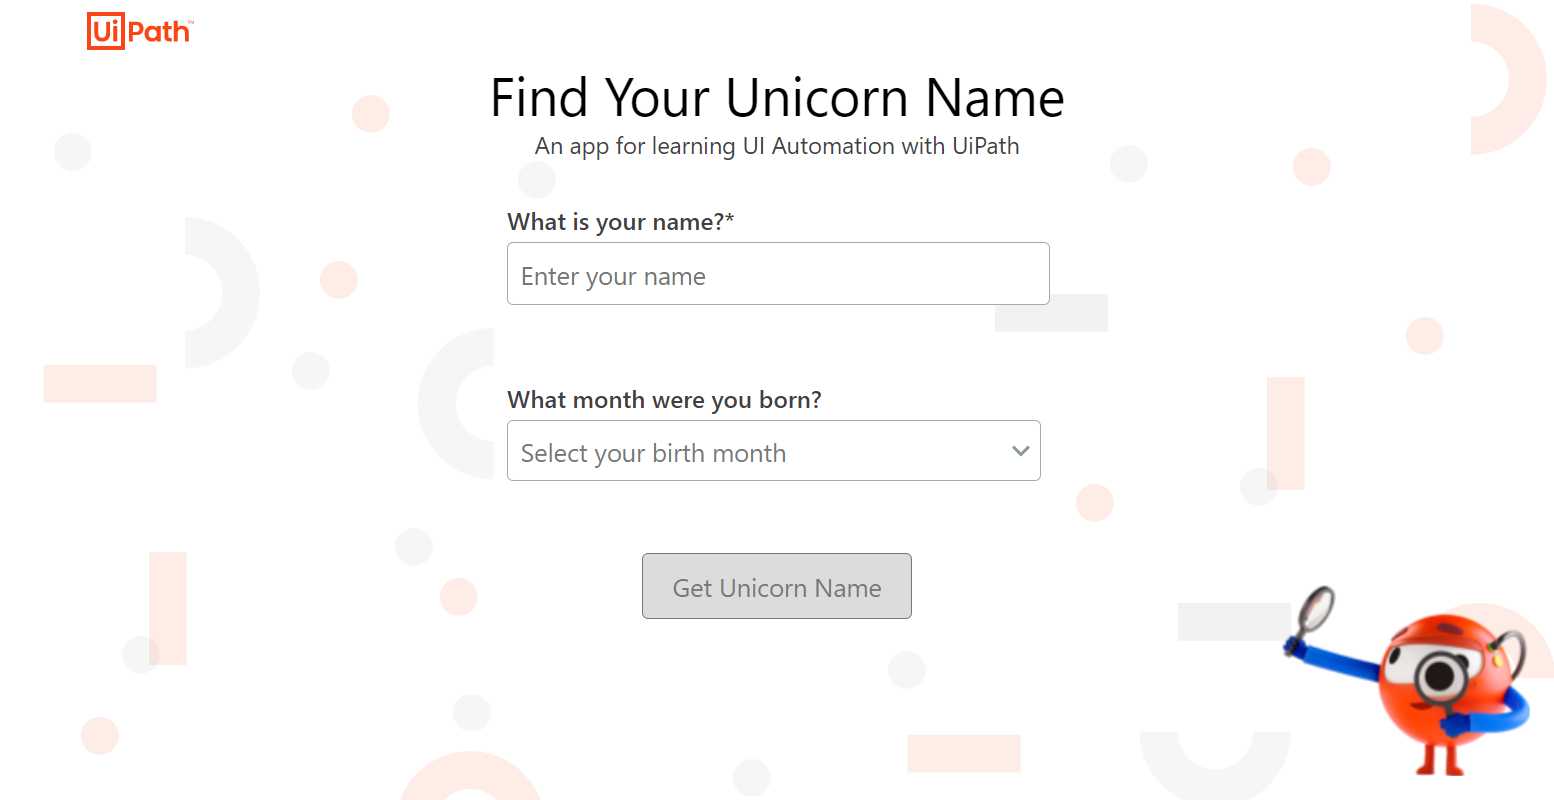 UiPath™
Find Your Unicorn Name
An app for learning UI Automation with UiPath
What is your name?*
Enter your name
What month were you born?
Select your birth month
Get Unicorn Name